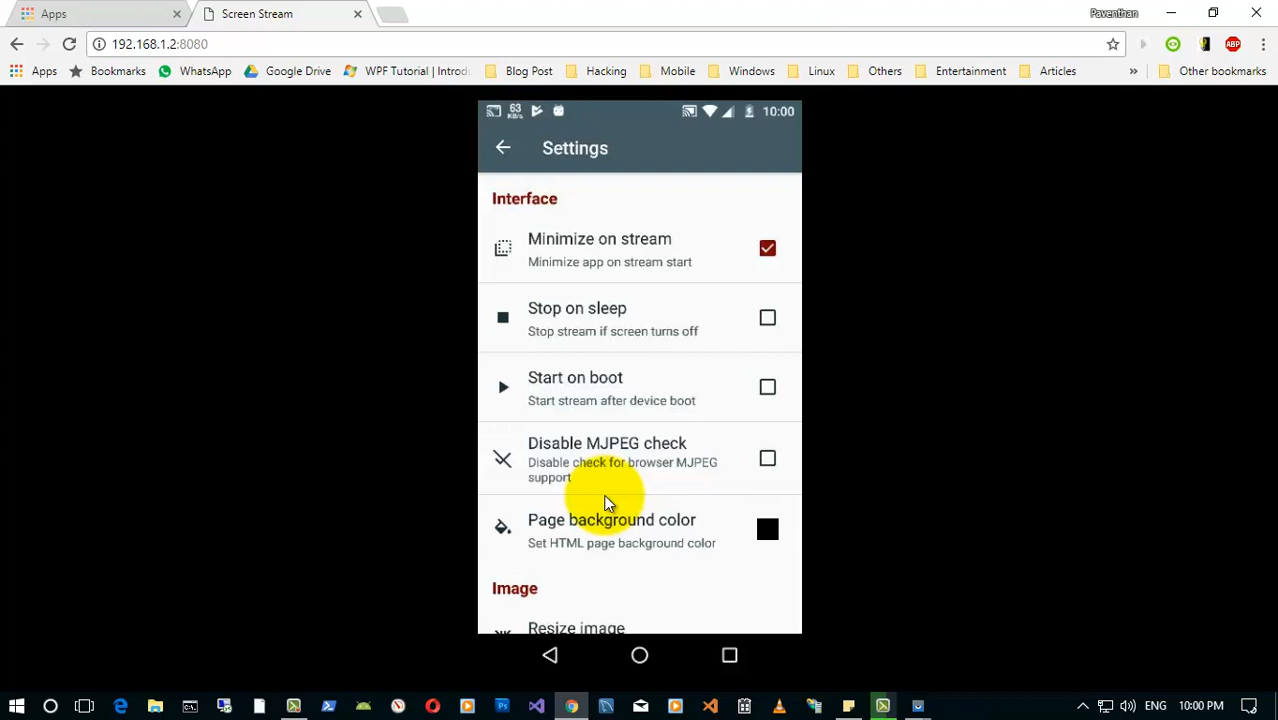 Apps
Screen Stream
Paventhan
192.168.1.2:8080
Apps
Bookmarks
WhatsApp
Google Drive
WPF Tutorial | Introdu
Blog Post
Hacking
Mobile
Windows
Linux
Others
Entertainment
Articles
»
Other bookmarks
63
KB/s
10:00
Settings
Interface
Minimize on stream
Minimize app on stream start
Stop on sleep
Stop stream if screen turns off
Start on boot
Start stream after device boot
Disable MJPEG check
Disable check for browser MJPEG
support
Page background color
Set HTML page background color
Image
Resize image
ENG
10:00 PM